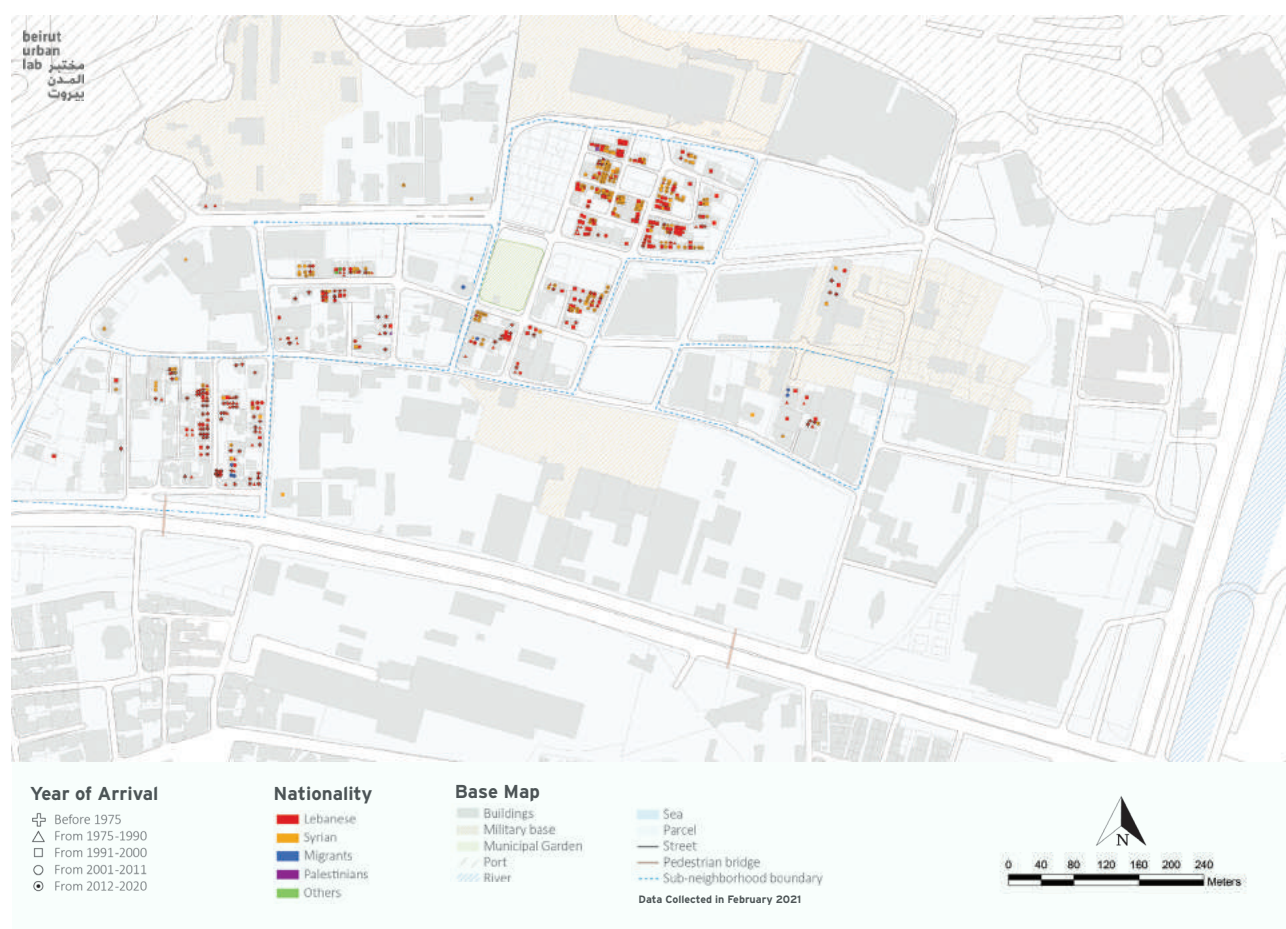 beirut
urban
lab مختبر
المدن
بيروت
Year of Arrival
Before 1975
From 1975-1990
From 1991-2000
From 2001-2011
From 2012-2020
Nationality
Lebanese
Syrian
Migrants
Palestinians
Others
Base Map
Buildings
Military base
Municipal Garden
Port
River
Sea
Parcel
Street
Pedestrian bridge
Sub-neighborhood boundary
Data Collected in February 2021
N
0 40 80 120 160 200 240
Meters